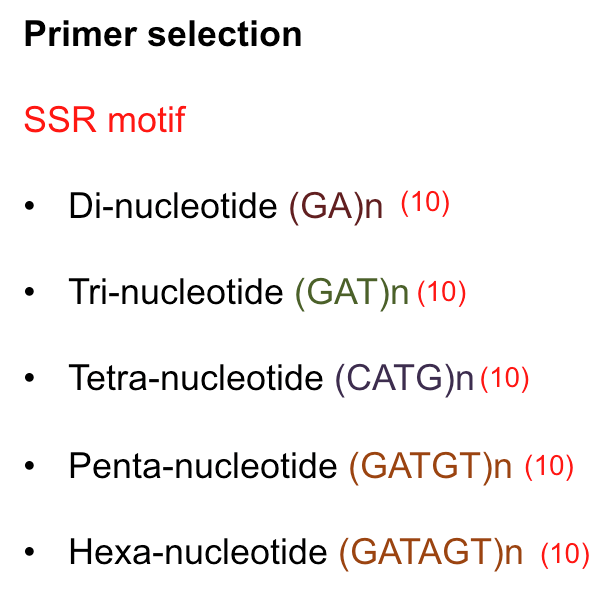 Primer selection
SSR motif
• Di-nucleotide (GA)n (10)
• Tri-nucleotide (GAT)n (10)
• Tetra-nucleotide (CATG)n (10)
• Penta-nucleotide (GATGT)n (10)
• Hexa-nucleotide (GATAGT)n (10)